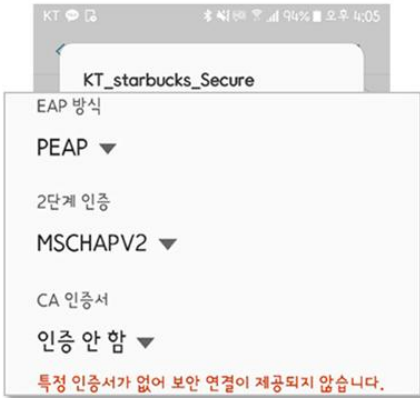 KT 94% 오후 4:05
KT_starbucks_Secure
EAP 방식
PEAP
2단계 인증
MSCHAPV2
CA 인증서
인증 안 함
특정 인증서가 없어 보안 연결이 제공되지 않습니다.